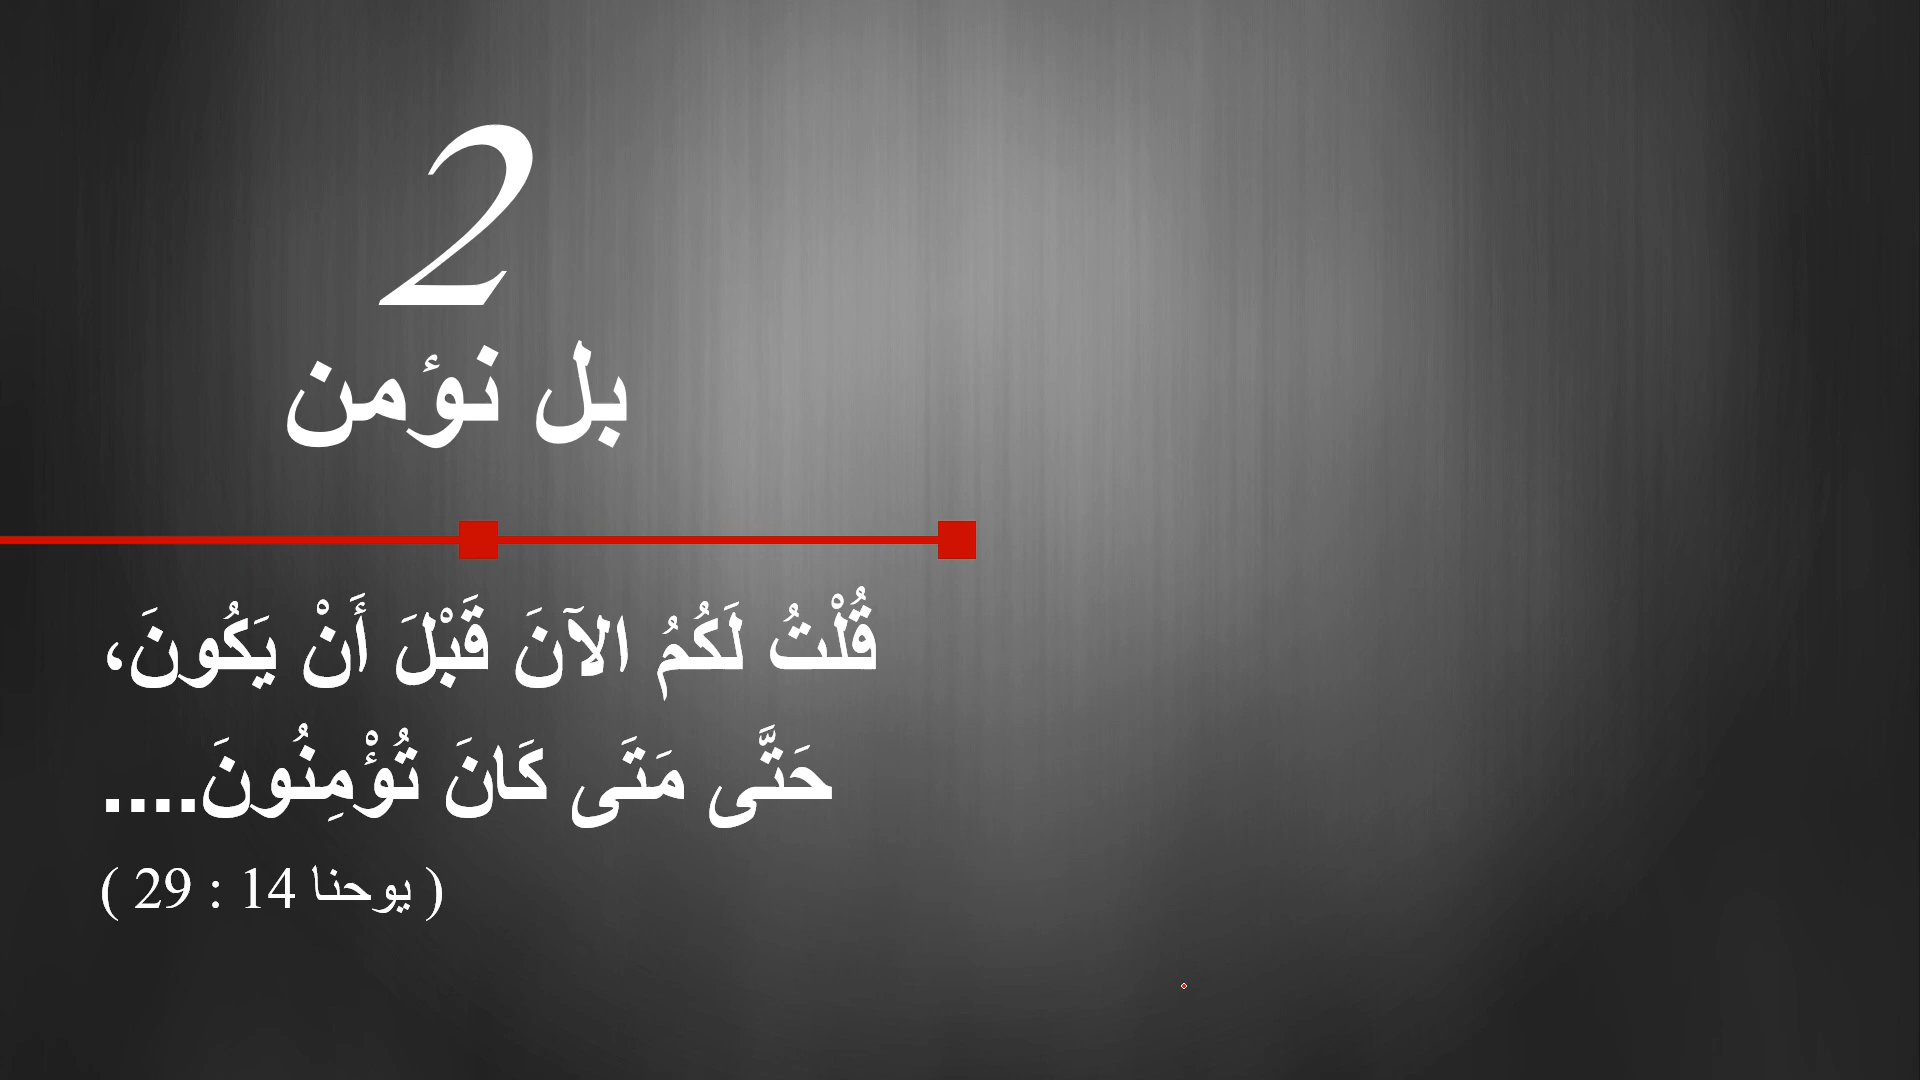 2
بل نؤمن
قُلْتُ لَكُمُ الآنَ قَبْلَ أَنْ يَكُونَ،
حَتَّى مَتَى كَانَ تُؤْمِنُونَ....
( يوحنا 14 : 29 )